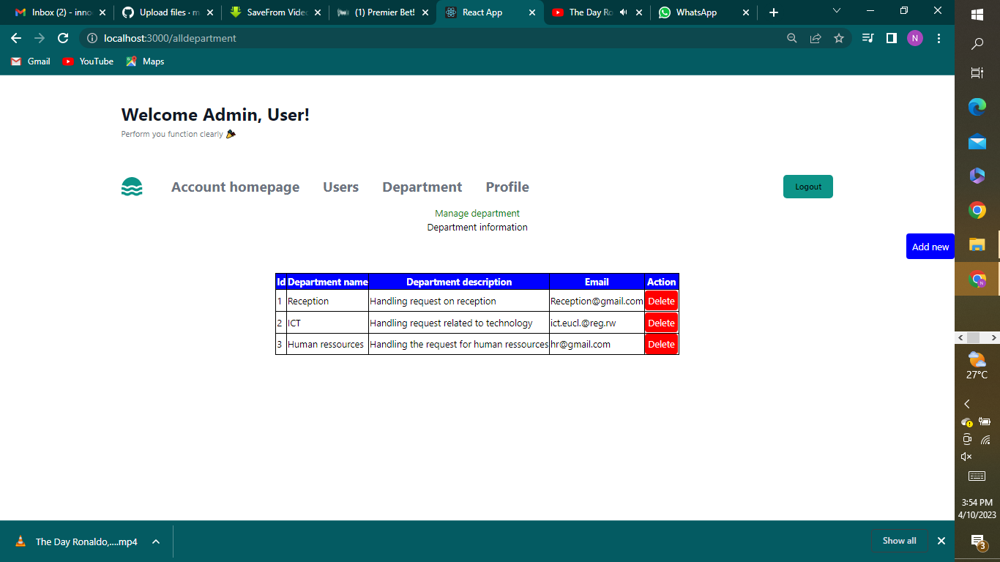 Inbox (2) - inno
Upload files · m
SaveFrom Video
(1) Premier Bet!
React App
The Day Ro
WhatsApp
localhost:3000/alldepartment
N
Gmail
YouTube
Maps
Welcome Admin, User!
Perform you function clearly
Account homepage
Users
Department
Profile
Logout
Manage department
Department information
Add new
Id Department name Department description Email Action
1 Reception Handling request on reception Reception@gmail.com Delete
2 ICT Handling request related to technology ict.eucl.@reg.rw Delete
3 Human ressources Handling the request for human ressources hr@gmail.com Delete
27°C
3:54 PM
4/10/2023
3
The Day Ronaldo,....mp4
Show all